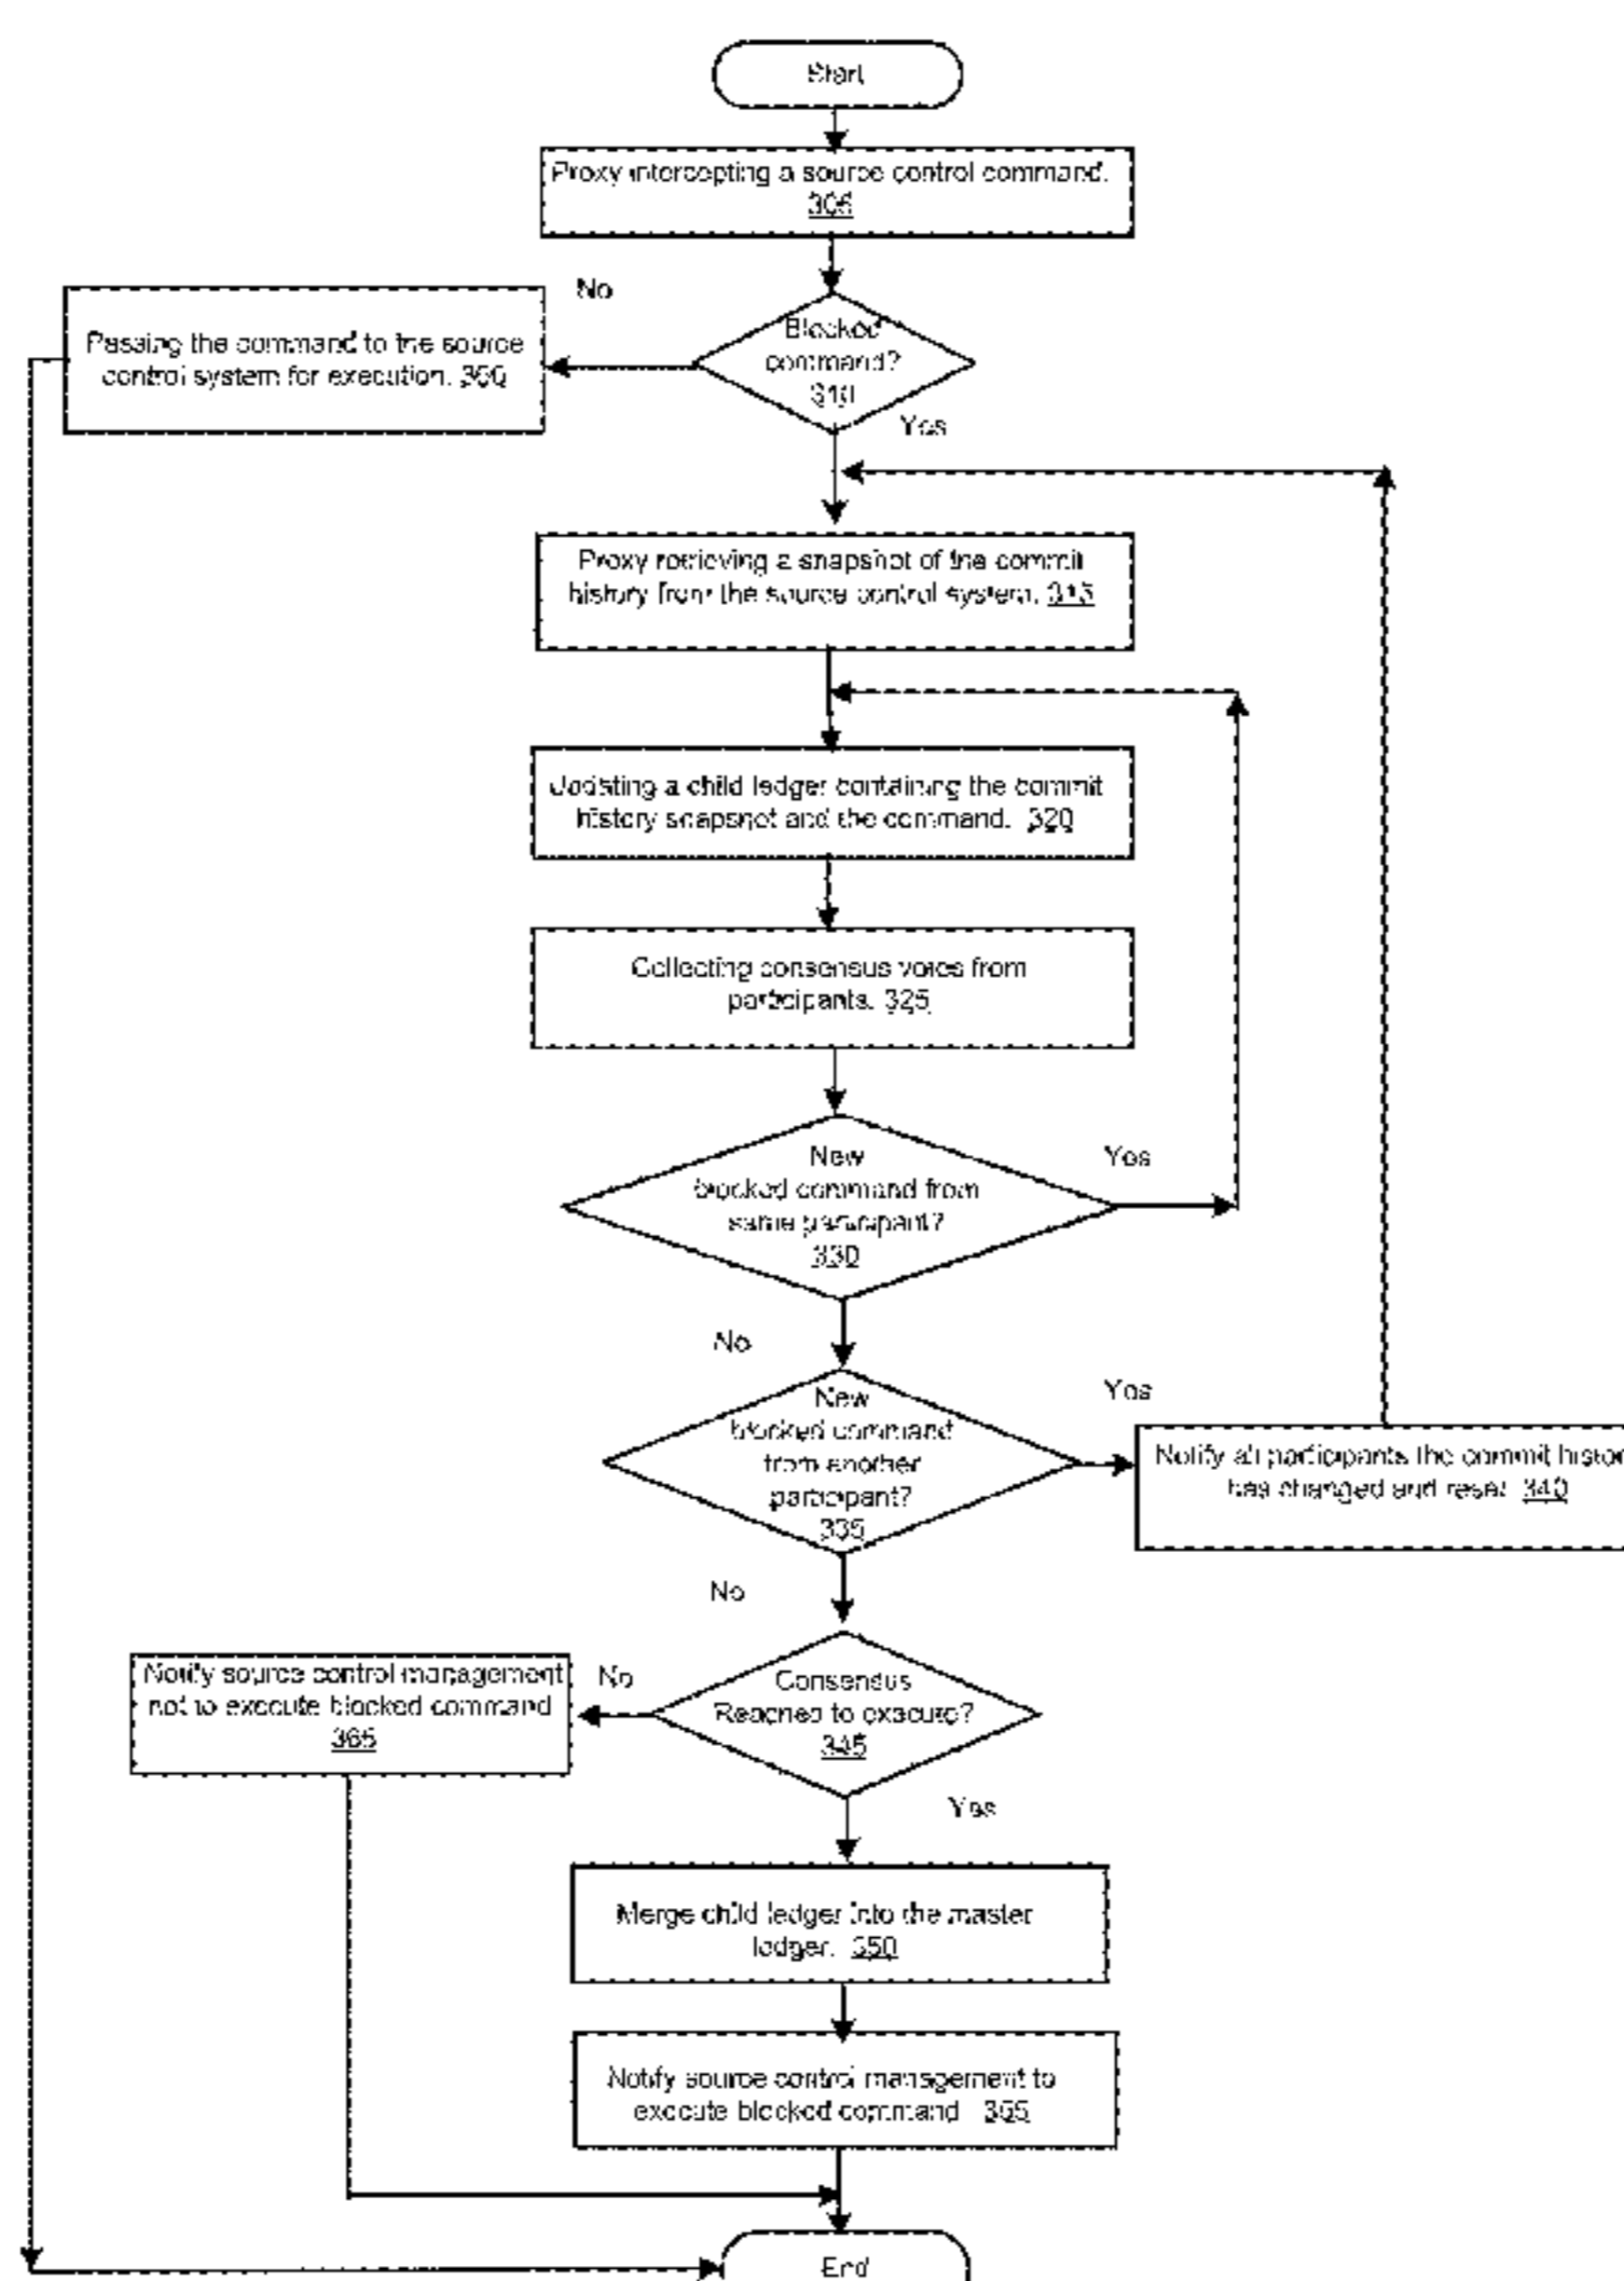 Start
Proxy intercepting a source control command.
305
No
Blocked
command?
310
Passing the command to the source
control system for execution. 360
Yes
Proxy retrieving a snapshot of the commit
history from the source control system. 315
Updating a child ledger containing the commit
history snapshot and the command. 320
Collecting consensus votes from
participants. 325
New
blocked command from
same participant?
330
Yes
No
New
blocked command
from another
participant?
335
Yes
Notify all participants the commit histor
has changed and reset 340
No
Consensus
Reached to execute?
345
No
Notify source control management
not to execute blocked command
365
Yes
Merge child ledger into the master
ledger. 350
Notify source control management to
execute blocked command 355
End